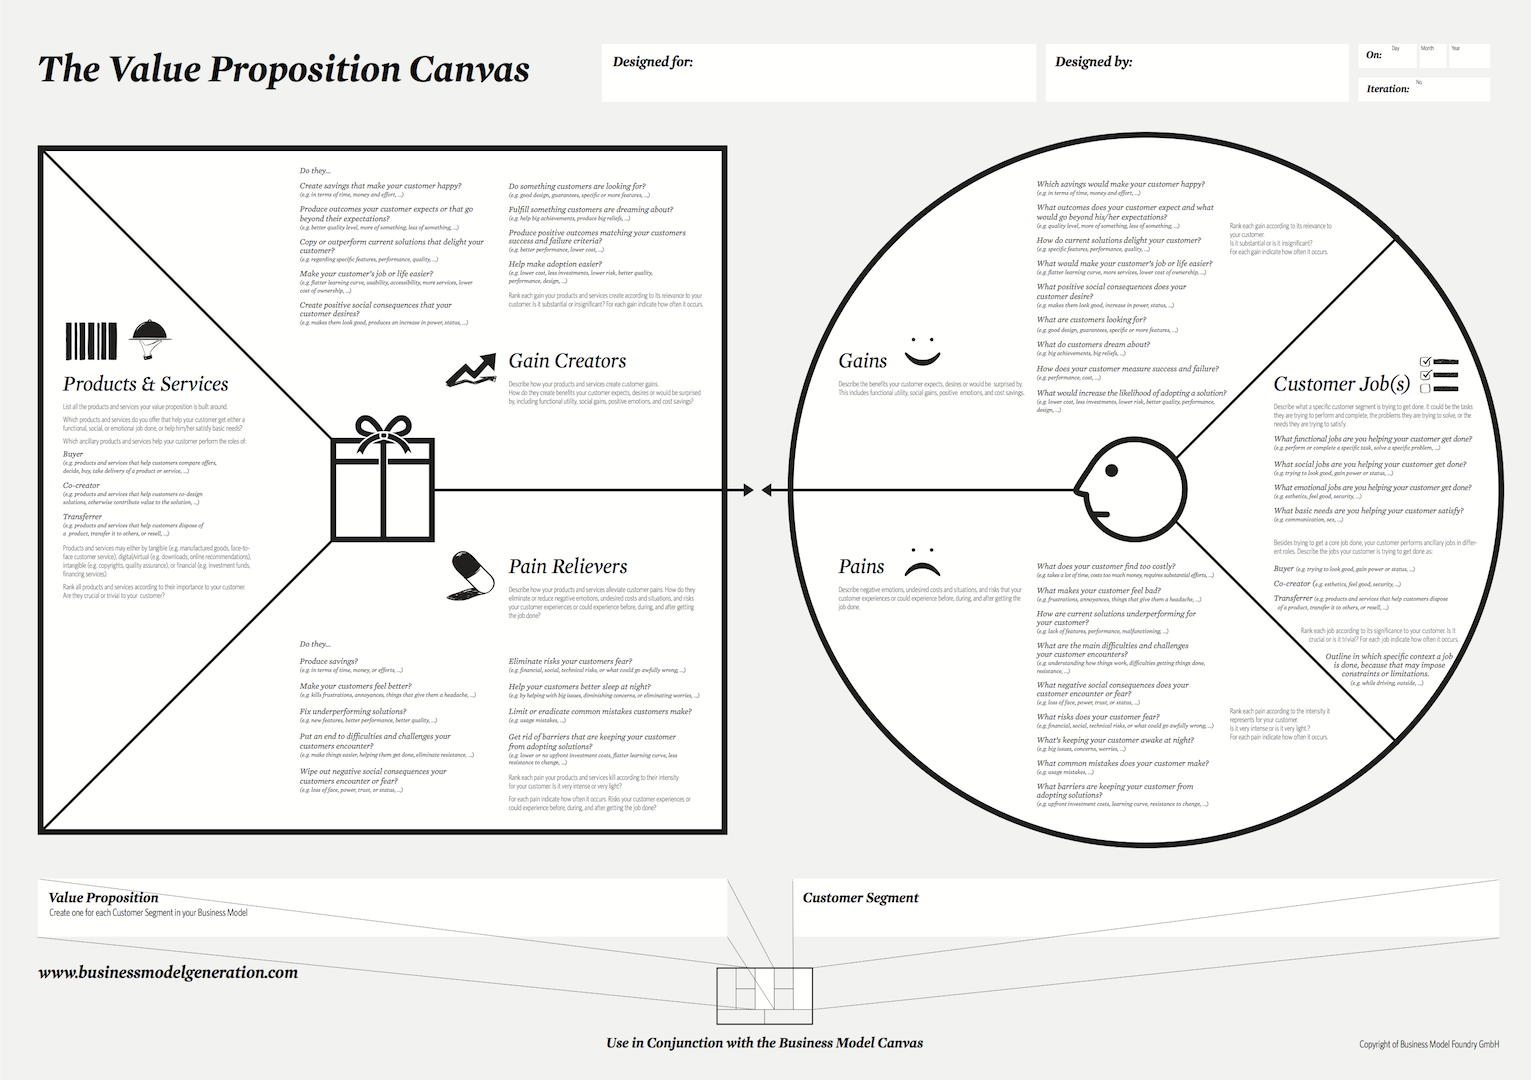 The Value Proposition Canvas
Designed for:
Designed by:
On:
Day
Month
Year
Iteration:
No.
Products & Services
List all the products and services your value proposition is built around.
Which products and services do you offer that help your customer get either a
functional, social, or emotional job done, or help him/her satisfy basic needs?
Which ancillary products and services help your customer perform the roles of:
Buyer
(e.g. products and services that help customers compare offers,
decide, buy, take delivery of a product or service, ...)
Co-creator
(e.g. products and services that help customers co-design
solutions, otherwise contribute value to the solution, ...)
Transferrer
(e.g. products and services that help customers dispose of
a product, transfer it to others, or resell, ...)
Products and services may either by tangible (e.g. manufactured goods, face-to-
face customer service), digital/virtual (e.g. downloads, online recommendations),
intangible (e.g. copyrights, quality assurance), or financial (e.g. investment funds,
financing services).
Rank all products and services according to their importance to your customer.
Are they crucial or trivial to your customer?
Do they...
Create savings that make your customer happy?
(e.g. in terms of time, money and effort, ...)
Produce outcomes your customer expects or that go
beyond their expectations?
(e.g. better quality level, more of something, less of something, ...)
Copy or outperform current solutions that delight your
customer?
(e.g. regarding specific features, performance, quality, ...)
Make your customer's job or life easier?
(e.g. flatter learning curve, usability, accessibility, more services, lower
cost of ownership, ...)
Create positive social consequences that your
customer desires?
(e.g. makes them look good, produces an increase in power, status, ...)
Do something customers are looking for?
(e.g. good design, guarantees, specific or more features, ...)
Fulfill something customers are dreaming about?
(e.g. help big achievements, produce big reliefs, ...)
Produce positive outcomes matching your customers
success and failure criteria?
(e.g. better performance, lower cost, ...)
Help make adoption easier?
(e.g. lower cost, less investments, lower risk, better quality,
performance, design, ...)
Rank each gain your products and services create according to its relevance to your
customer. Is it substantial or insignificant? For each gain indicate how often it occurs.
Gain Creators
Describe how your products and services create customer gains.
How do they create benefits your customer expects, desires or would be surprised
by, including functional utility, social gains, positive emotions, and cost savings?
Pain Relievers
Describe how your products and services alleviate customer pains. How do they
eliminate or reduce negative emotions, undesired costs and situations, and risks
your customer experiences or could experience before, during, and after getting
the job done?
Do they...
Produce savings?
(e.g. in terms of time, money, or efforts, ...)
Make your customers feel better?
(e.g. kills frustrations, annoyances, things that give them a headache, ...)
Fix underperforming solutions?
(e.g. new features, better performance, better quality, ...)
Put an end to difficulties and challenges your
customers encounter?
(e.g. make things easier, helping them get done, eliminate resistance, ...)
Wipe out negative social consequences your
customers encounter or fear?
(e.g. loss of face, power, trust, or status, ...)
Eliminate risks your customers fear?
(e.g. financial, social, technical risks, or what could go awfully wrong, ...)
Help your customers better sleep at night?
(e.g. by helping with big issues, diminishing concerns, or eliminating worries, ...)
Limit or eradicate common mistakes customers make?
(e.g. usage mistakes, ...)
Get rid of barriers that are keeping your customer
from adopting solutions?
(e.g. lower or no upfront investment costs, flatter learning curve, less
resistance to change, ...)
Rank each pain your products and services kill according to their intensity
for your customer. Is it very intense or very light?
For each pain indicate how often it occurs. Risks your customer experiences or
could experience before, during, and after getting the job done?
Gains
Describe the benefits your customer expects, desires or would be surprised by.
This includes functional utility, social gains, positive emotions, and cost savings.
Which savings would make your customer happy?
(e.g. in terms of time, money and effort, ...)
What outcomes does your customer expect and what
would go beyond his/her expectations?
(e.g. quality level, more of something, less of something, ...)
How do current solutions delight your customer?
(e.g. specific features, performance, quality, ...)
What would make your customer's job or life easier?
(e.g. flatter learning curve, more services, lower cost of ownership, ...)
What positive social consequences does your
customer desire?
(e.g. makes them look good, increase in power, status, ...)
What are customers looking for?
(e.g. good design, guarantees, specific or more features, ...)
What do customers dream about?
(e.g. big achievements, big reliefs, ...)
How does your customer measure success and failure?
(e.g. performance, cost, ...)
What would increase the likelihood of adopting a solution?
(e.g. lower cost, less investments, lower risk, better quality, performance,
design, ...)
Rank each gain according to its relevance to
your customer.
Is it substantial or is it insignificant?
For each gain indicate how often it occurs.
Pains
Describe negative emotions, undesired costs and situations, and risks that your
customer experiences or could experience before, during, and after getting the
job done.
What does your customer find too costly?
(e.g. takes a lot of time, costs too much money, requires substantial efforts, ...)
What makes your customer feel bad?
(e.g. frustrations, annoyances, things that give them a headache, ...)
How are current solutions underperforming for
your customer?
(e.g. lack of features, performance, malfunctioning, ...)
What are the main difficulties and challenges
your customer encounters?
(e.g. understanding how things work, difficulties getting things done,
resistance, ...)
What negative social consequences does your
customer encounter or fear?
(e.g. loss of face, power, trust, or status, ...)
What risks does your customer fear?
(e.g. financial, social, technical risks, or what could go awfully wrong, ...)
What's keeping your customer awake at night?
(e.g. big issues, concerns, worries, ...)
What common mistakes does your customer make?
(e.g. usage mistakes, ...)
What barriers are keeping your customer from
adopting solutions?
(e.g. upfront investment costs, learning curve, resistance to change, ...)
Rank each pain according to the intensity it
represents for your customer.
Is it very intense or is it very light.?
For each pain indicate how often it occurs.
Customer Job(s)
Describe what a specific customer segment is trying to get done. It could be the tasks
they are trying to perform and complete, the problems they are trying to solve, or the
needs they are trying to satisfy.
What functional jobs are you helping your customer get done?
(e.g. perform or complete a specific task, solve a specific problem, ...)
What social jobs are you helping your customer get done?
(e.g. trying to look good, gain power or status, ...)
What emotional jobs are you helping your customer get done?
(e.g. esthetics, feel good, security, ...)
What basic needs are you helping your customer satisfy?
(e.g. communication, sex, ...)
Besides trying to get a core job done, your customer performs ancillary jobs in differ-
ent roles. Describe the jobs your customer is trying to get done as:
Buyer (e.g. trying to look good, gain power or status, ...)
Co-creator (e.g. esthetics, feel good, security, ...)
Transferrer (e.g. products and services that help customers dispose
of a product, transfer it to others, or resell, ...)
Rank each job according to its significance to your customer. Is it
crucial or is it trivial? For each job indicate how often it occurs.
Outline in which specific context a job
is done, because that may impose
constraints or limitations.
(e.g. while driving, outside, ...)
Value Proposition
Create one for each Customer Segment in your Business Model
Customer Segment
www.businessmodelgeneration.com
Use in Conjunction with the Business Model Canvas
Copyright of Business Model Foundry GmbH